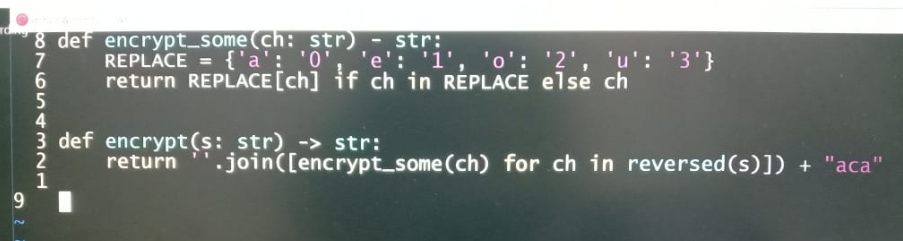 8 def encrypt_some(ch: str) - str:
7     REPLACE = {'a': '0', 'e': '1', 'o': '2', 'u': '3'}
6     return REPLACE[ch] if ch in REPLACE else ch
5
4
3 def encrypt(s: str) -> str:
2     return ''.join([encrypt_some(ch) for ch in reversed(s)]) + "aca"
1
9
~
~